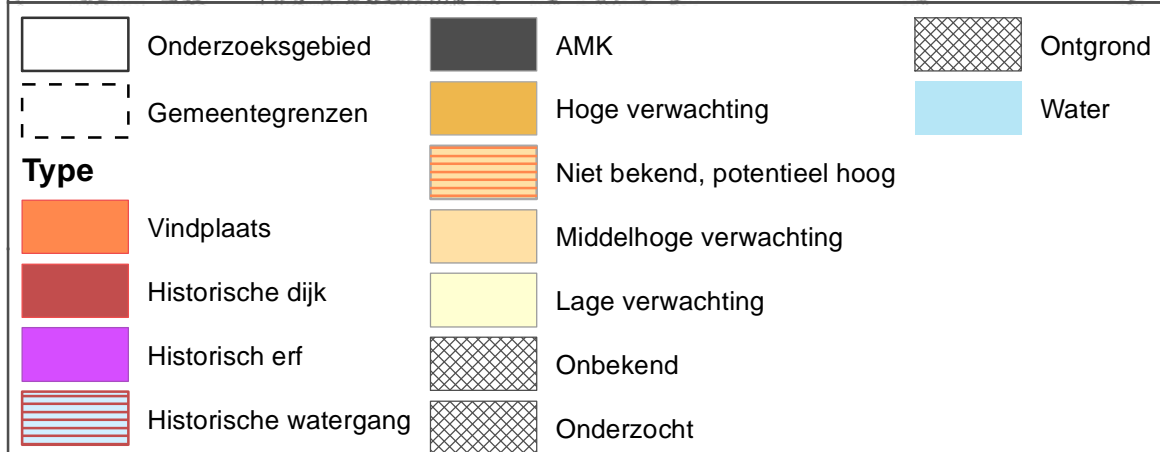 Onderzoeksgebied
Gemeentegrenzen
Type
Vindplaats
Historische dijk
Historisch erf
Historische watergang
AMK
Hoge verwachting
Niet bekend, potentieel hoog
Middelhoge verwachting
Lage verwachting
Onbekend
Onderzocht
Ontgrond
Water